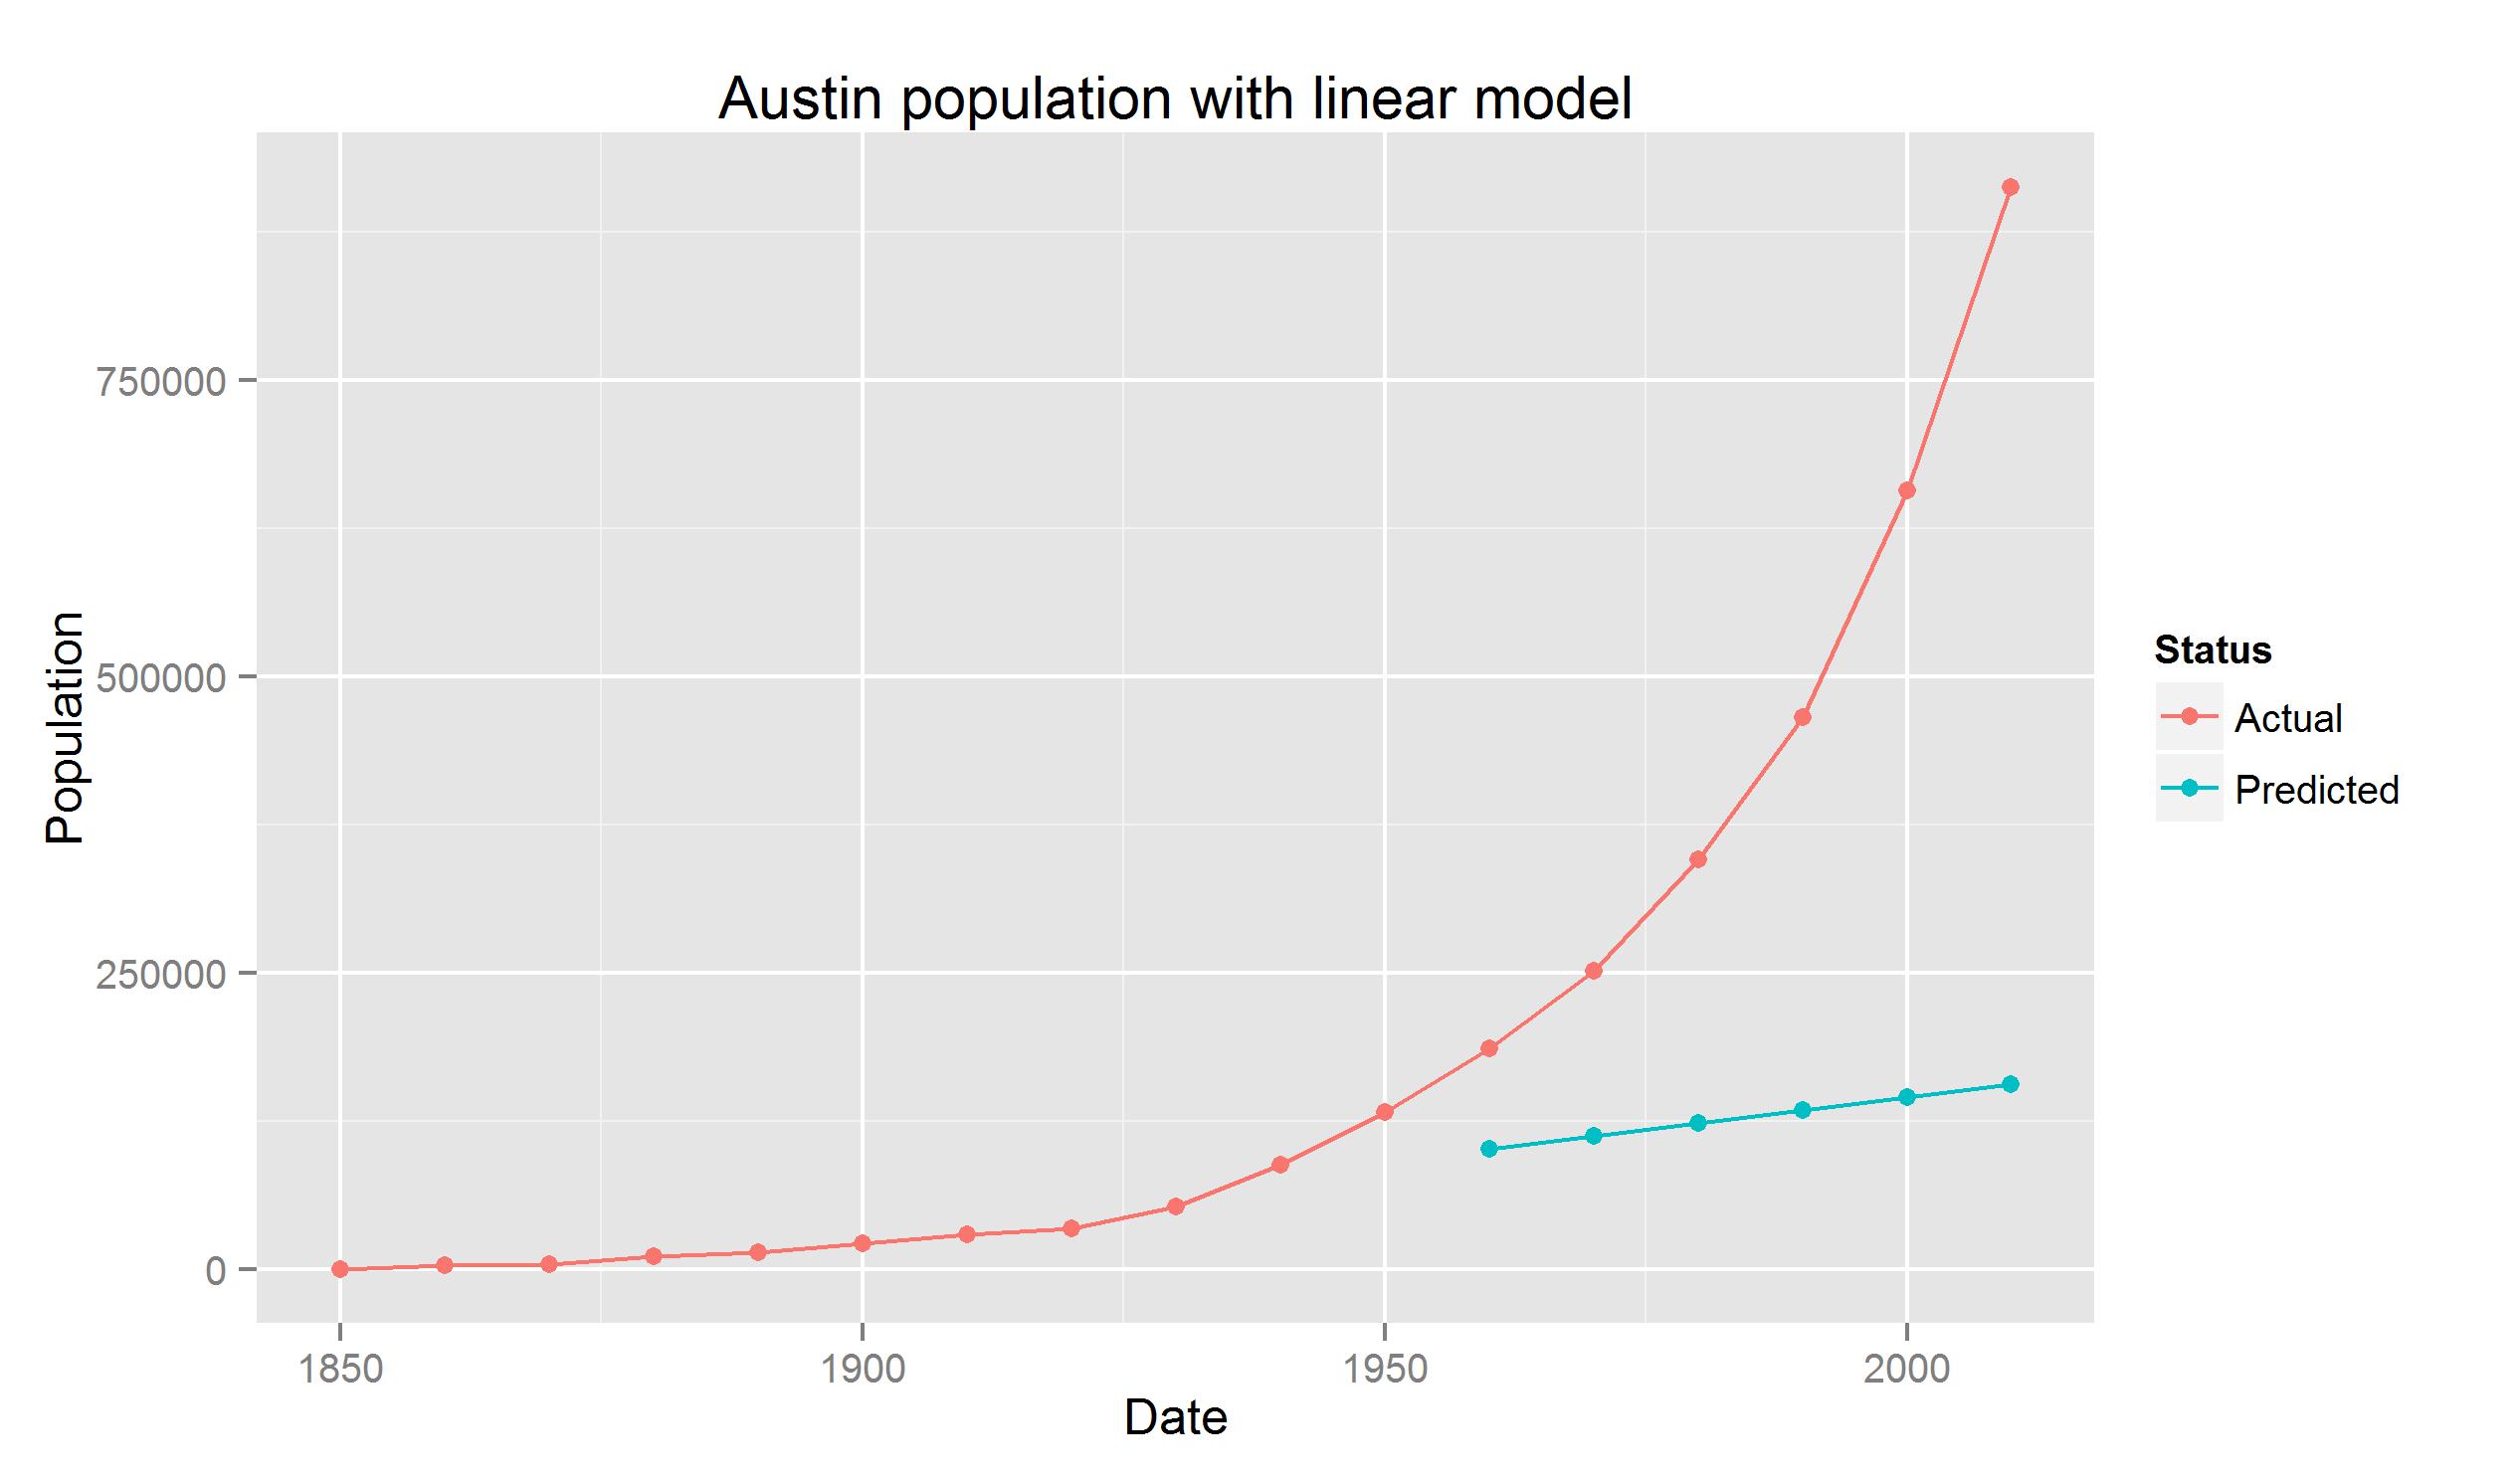 Austin population with linear model
Population
750000
500000
250000
0
1850 1900 1950 2000
Date
Status
Actual
Predicted